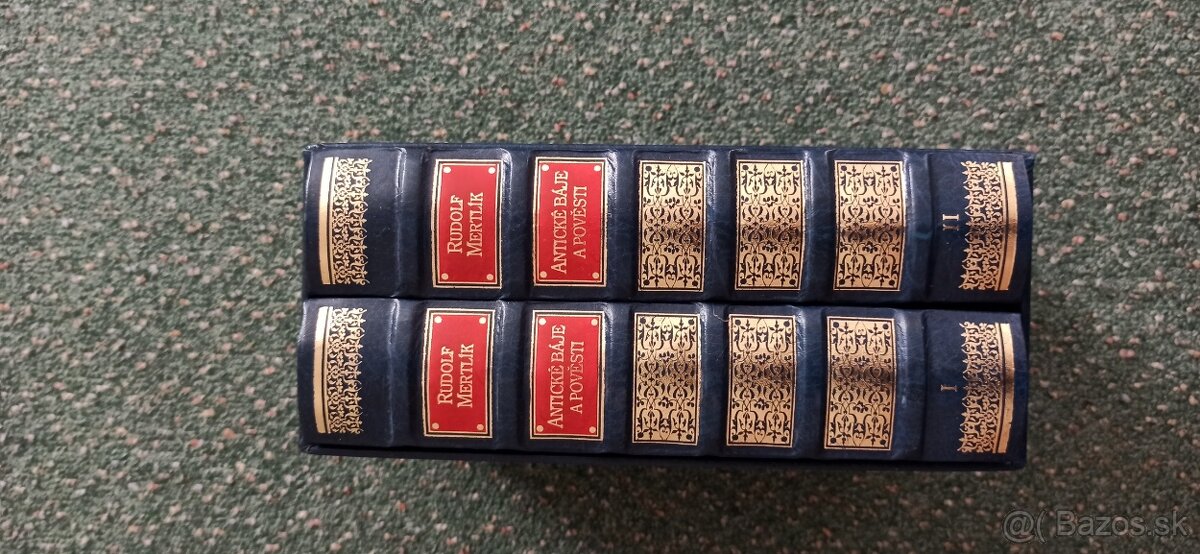 RUDOLF
MERTLÍK
ANTICKÉ BÁJE
A POVĚSTI
I
RUDOLF
MERTLÍK
ANTICKÉ BÁJE
A POVĚSTI
II
@( Bazos.sk